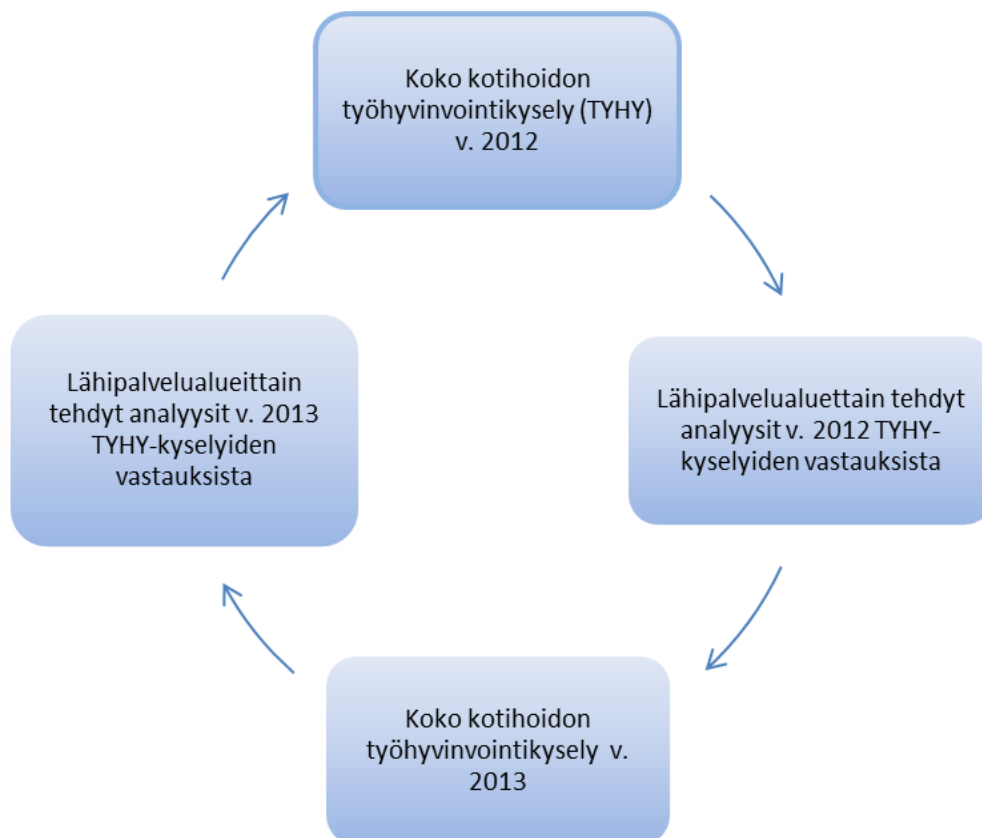 Koko kotihoidon
työhyvinvointikysely (TYHY)
v. 2012
Lähipalvelualuettain tehdyt
analyysit v. 2012 TYHY-
kyselyiden vastauksista
Koko kotihoidon
työhyvinvointikysely v.
2013
Lähipalvelualueittain
tehdyt analyysit v. 2013
TYHY-kyselyiden
vastauksista